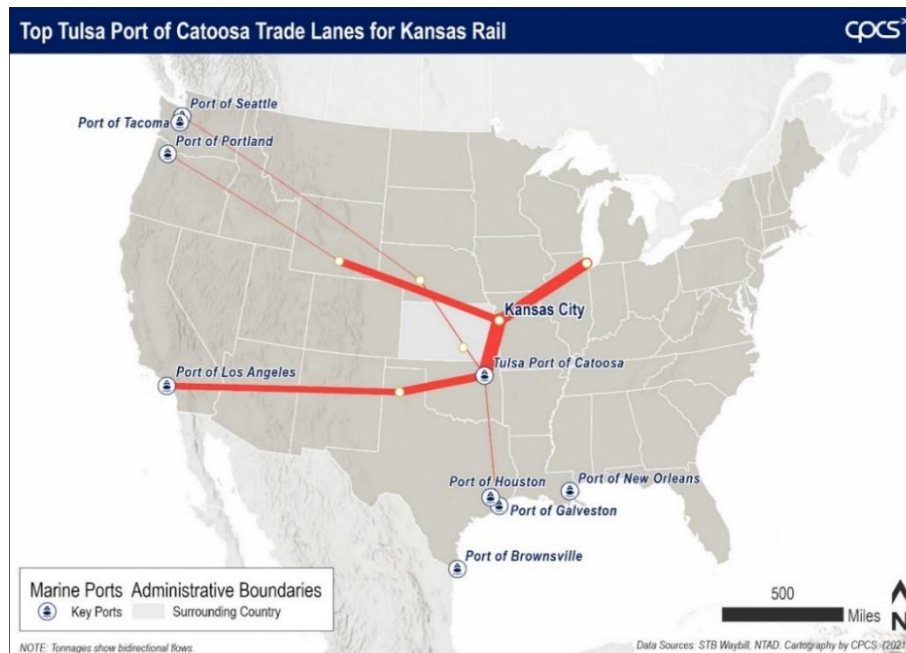 Top Tulsa Port of Catoosa Trade Lanes for Kansas Rail
cpcs
Port of Seattle
Port of Tacoma
Port of Portland
Kansas City
Tulsa Port of Catoosa
Port of Los Angeles
Port of Houston
Port of New Orleans
Port of Galveston
Port of Brownsville
Marine Ports Administrative Boundaries
Key Ports Surrounding Country
500
Miles
N
NOTE: Tonnages show bidirectional flows.
Data Sources: STB Waybill, NTAD. Cartography by CPCS. (2021)